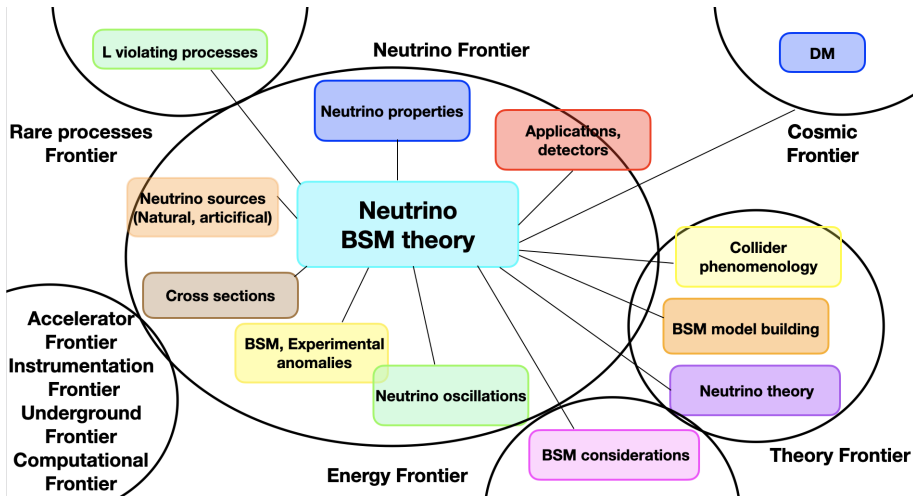 L violating processes
Neutrino Frontier
DM
Rare processes
Frontier
Neutrino properties
Applications,
detectors
Cosmic
Frontier
Neutrino sources
(Natural, articifical)
Neutrino
BSM theory
Collider
phenomenology
Cross sections
BSM model building
Accelerator
Frontier
Instrumentation
Frontier
Underground
Frontier
Computational
Frontier
BSM, Experimental
anomalies
Neutrino oscillations
Neutrino theory
BSM considerations
Energy Frontier
Theory Frontier